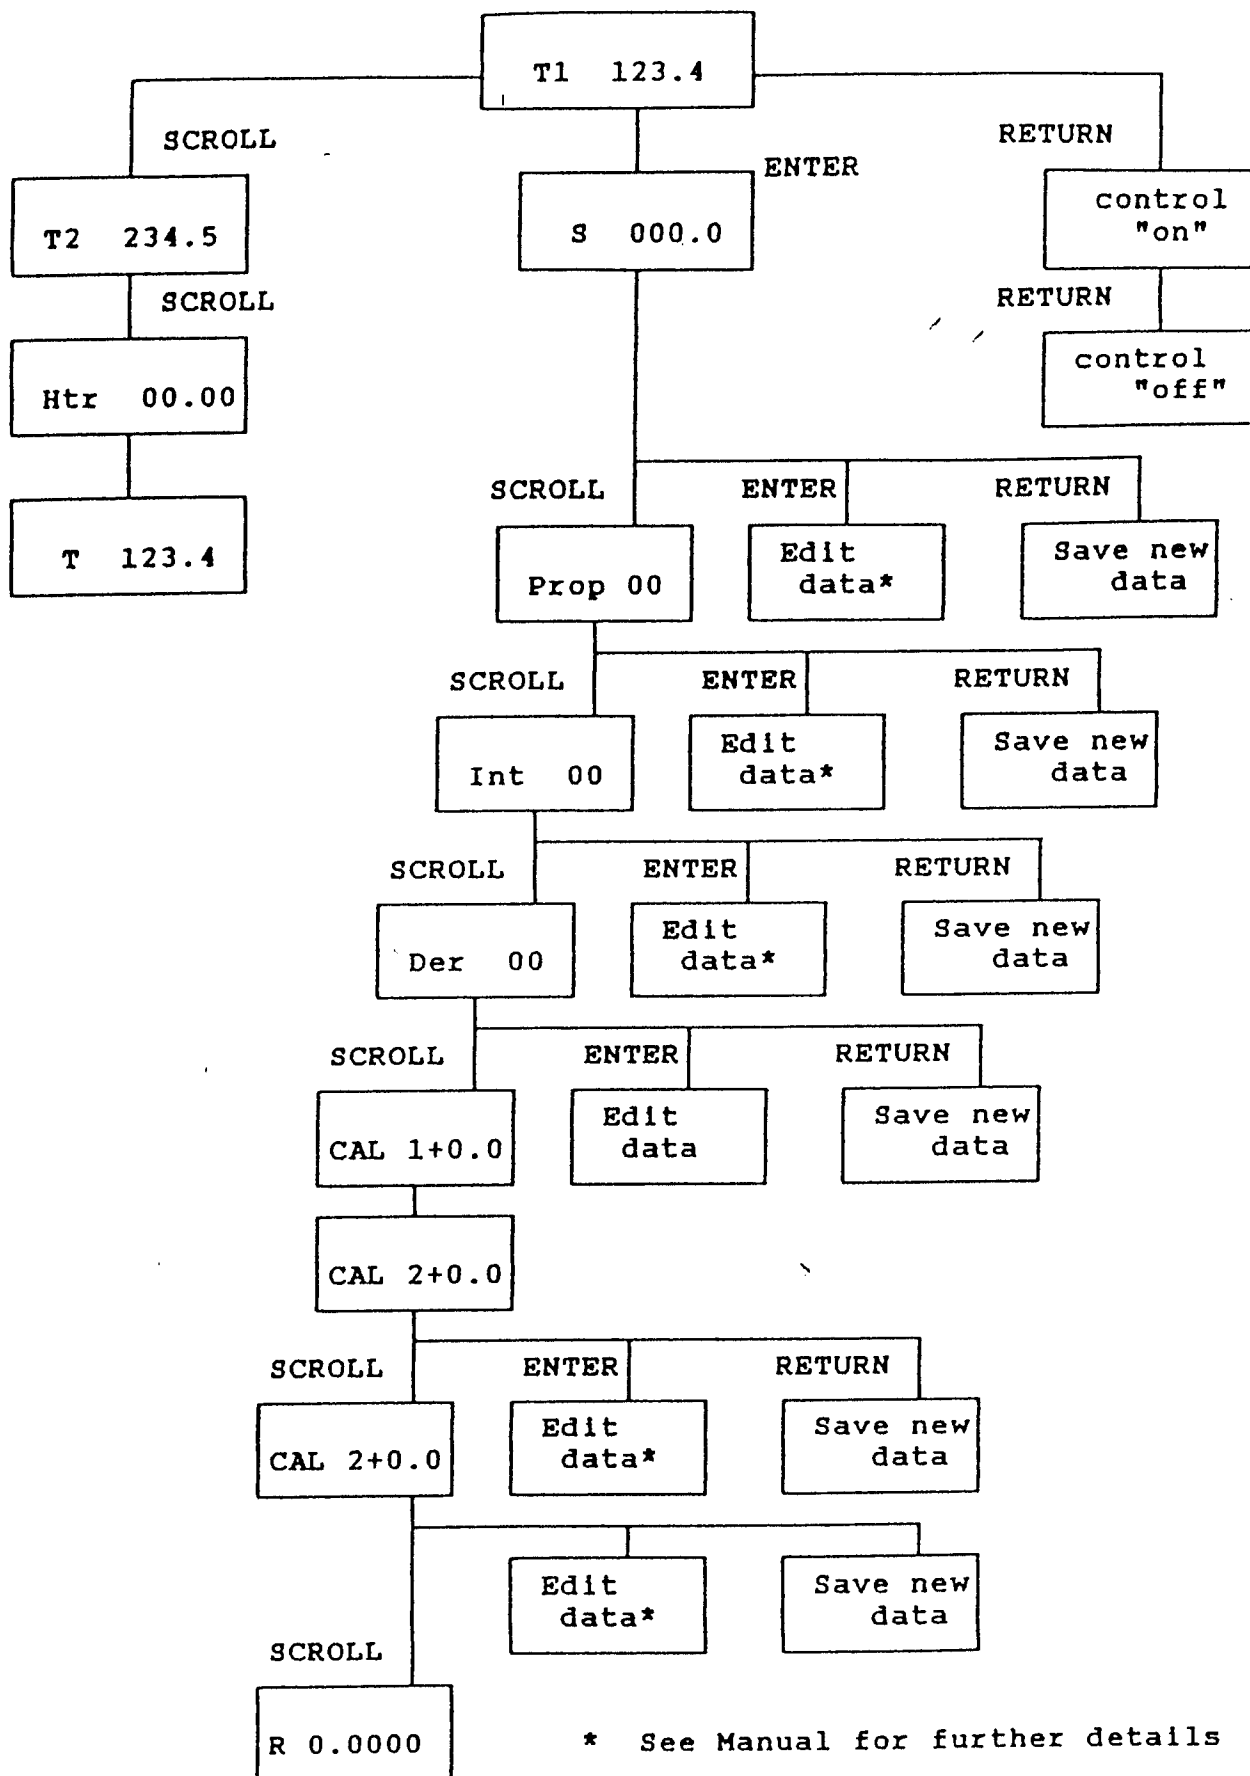 T1 123.4
SCROLL
ENTER
RETURN
T2 234.5
S 000.0
control
"on"
SCROLL
RETURN
Htr 00.00
control
"off"
T 123.4
SCROLL
ENTER
RETURN
Prop 00
Edit
data*
Save new
data
SCROLL
ENTER
RETURN
Int 00
Edit
data*
Save new
data
SCROLL
ENTER
RETURN
Der 00
Edit
data*
Save new
data
SCROLL
ENTER
RETURN
CAL 1+0.0
Edit
data
Save new
data
CAL 2+0.0
SCROLL
ENTER
RETURN
CAL 2+0.0
Edit
data*
Save new
data
Edit
data*
Save new
data
SCROLL
R 0.0000
* See Manual for further details